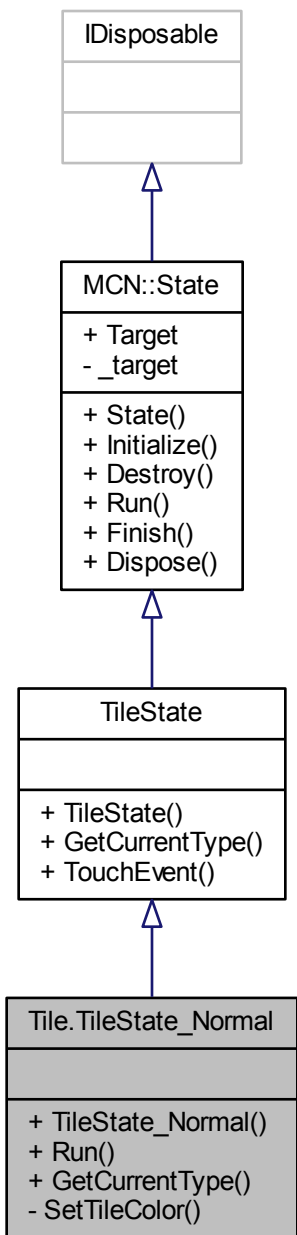 IDisposable
MCN::State
+ Target
- _target
+ State()
+ Initialize()
+ Destroy()
+ Run()
+ Finish()
+ Dispose()
TileState
+ TileState()
+ GetCurrentType()
+ TouchEvent()
Tile.TileState_Normal
+ TileState_Normal()
+ Run()
+ GetCurrentType()
- SetTileColor()